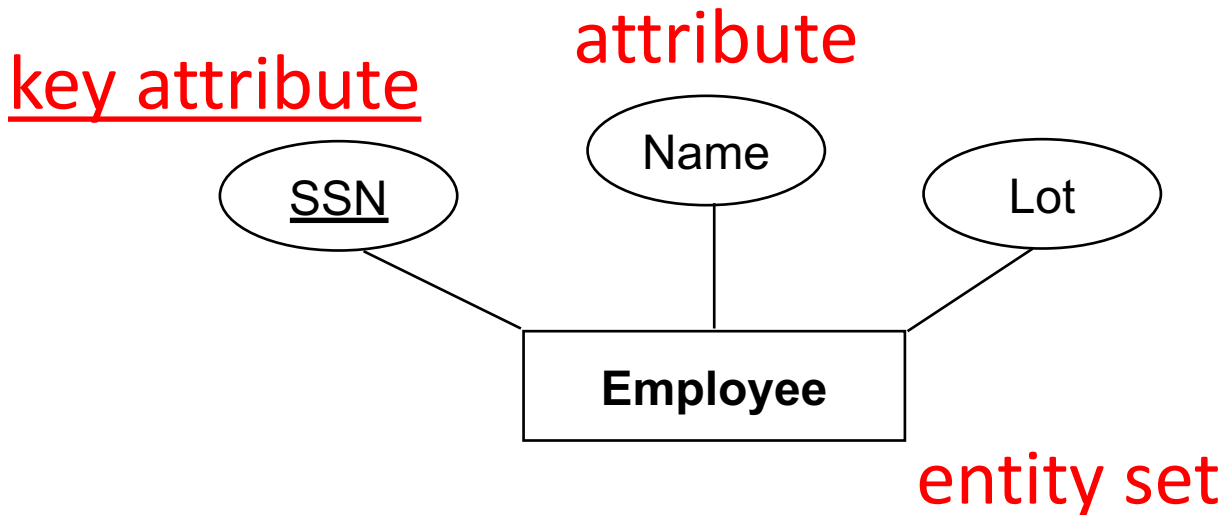 attribute
key attribute
Name
SSN
Lot
Employee
entity set